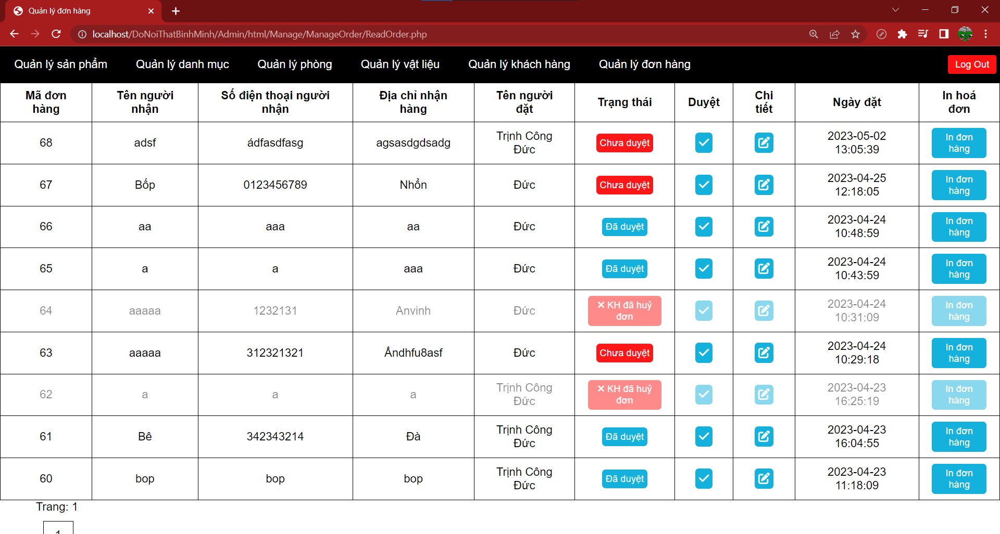 Quản lý đơn hàng
localhost/DoNoiThatBinhMinh/Admin/html/Manage/ManageOrder/ReadOrder.php
Quản lý sản phẩm Quản lý danh mục Quản lý phòng Quản lý vật liệu Quản lý khách hàng Quản lý đơn hàng Log Out
Mã đơn
hàng
Tên người
nhận
Số điện thoại người
nhận
Địa chỉ nhận
hàng
Tên người
đặt
Trạng thái
Duyệt
Chi
tiết
Ngày đặt
In hoá
đơn
68
adsf
ádfasdfasg
agsasdgdsadg
Trịnh Công
Đức
Chưa duyệt
2023-05-02
13:05:39
In đơn
hàng
67
Bốp
0123456789
Nhổn
Đức
Chưa duyệt
2023-04-25
12:18:05
In đơn
hàng
66
aa
aaa
aa
Đức
Đã duyệt
2023-04-24
10:48:59
In đơn
hàng
65
a
a
aaa
Đức
Đã duyệt
2023-04-24
10:43:59
In đơn
hàng
64
aaaaa
1232131
Anvinh
Đức
✕ KH đã huỷ
đơn
2023-04-24
10:31:09
In đơn
hàng
63
aaaaa
312321321
Ấndhfu8asf
Đức
Chưa duyệt
2023-04-24
10:29:18
In đơn
hàng
62
a
a
a
Trịnh Công
Đức
✕ KH đã huỷ
đơn
2023-04-23
16:25:19
In đơn
hàng
61
Bê
342343214
Đà
Trịnh Công
Đức
Đã duyệt
2023-04-23
16:04:55
In đơn
hàng
60
bop
bop
bop
Trịnh Công
Đức
Đã duyệt
2023-04-23
11:18:09
In đơn
hàng
Trang: 1
1